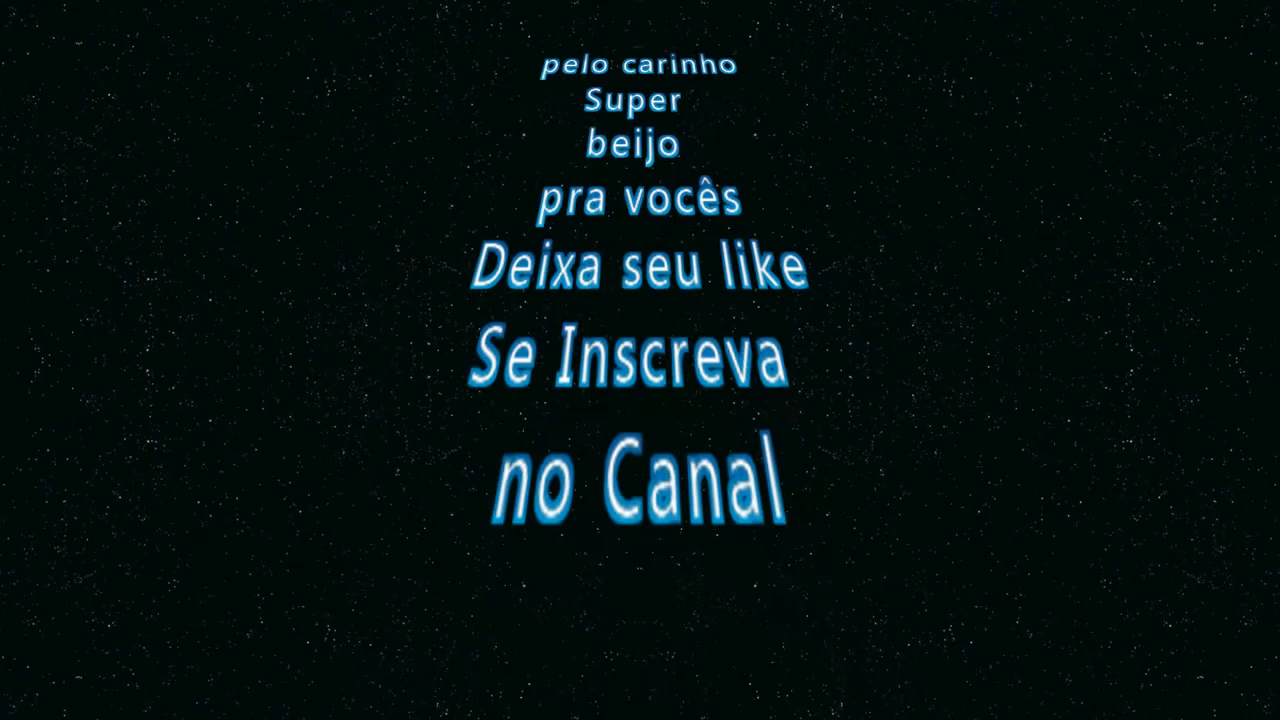 pelo carinho
Super
beijo
pra vocês
Deixa seu like
Se Inscreva
no Canal